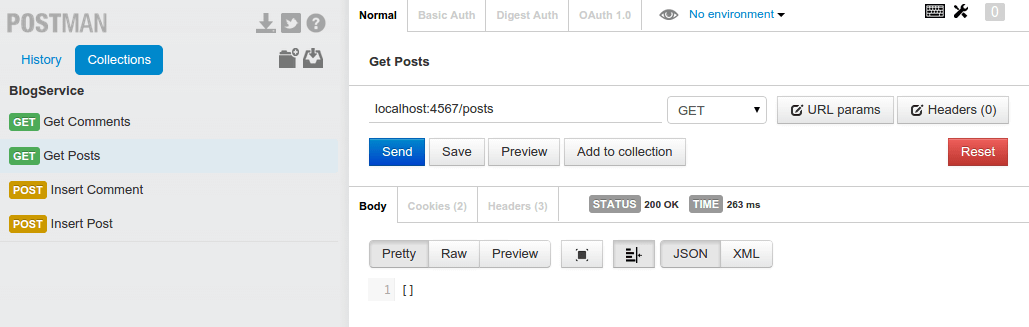 POSTMAN
History Collections
BlogService
GET Get Comments
GET Get Posts
POST Insert Comment
POST Insert Post
Normal Basic Auth Digest Auth OAuth 1.0 No environment 0
Get Posts
localhost:4567/posts GET URL params Headers (0)
Send Save Preview Add to collection Reset
Body Cookies (2) Headers (3) STATUS 200 OK TIME 263 ms
Pretty Raw Preview JSON XML
1 []